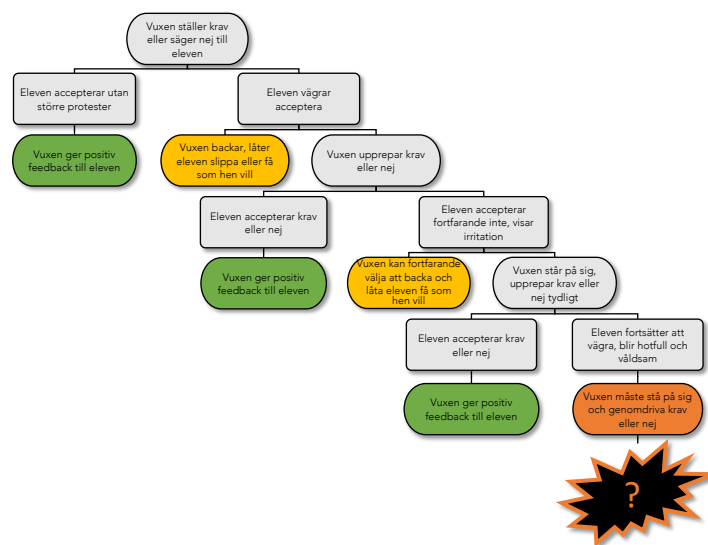 Vuxen ställer krav
eller säger nej till
eleven
Eleven accepterar utan
större protester
Eleven vägrar
acceptera
Vuxen ger positiv
feedback till eleven
Vuxen backar, låter
eleven slippa eller få
som hen vill
Vuxen upprepar krav
eller nej
Eleven accepterar krav
eller nej
Eleven accepterar
fortfarande inte, visar
irritation
Vuxen ger positiv
feedback till eleven
Vuxen kan fortfarande
välja att backa och
låta eleven få som
hen vill
Vuxen står på sig,
upprepar krav eller
nej tydligt
Eleven accepterar krav
eller nej
Eleven fortsätter att
vägra, blir hotfull och
våldsam
Vuxen ger positiv
feedback till eleven
Vuxen måste stå på sig
och genomdriva krav
eller nej
?